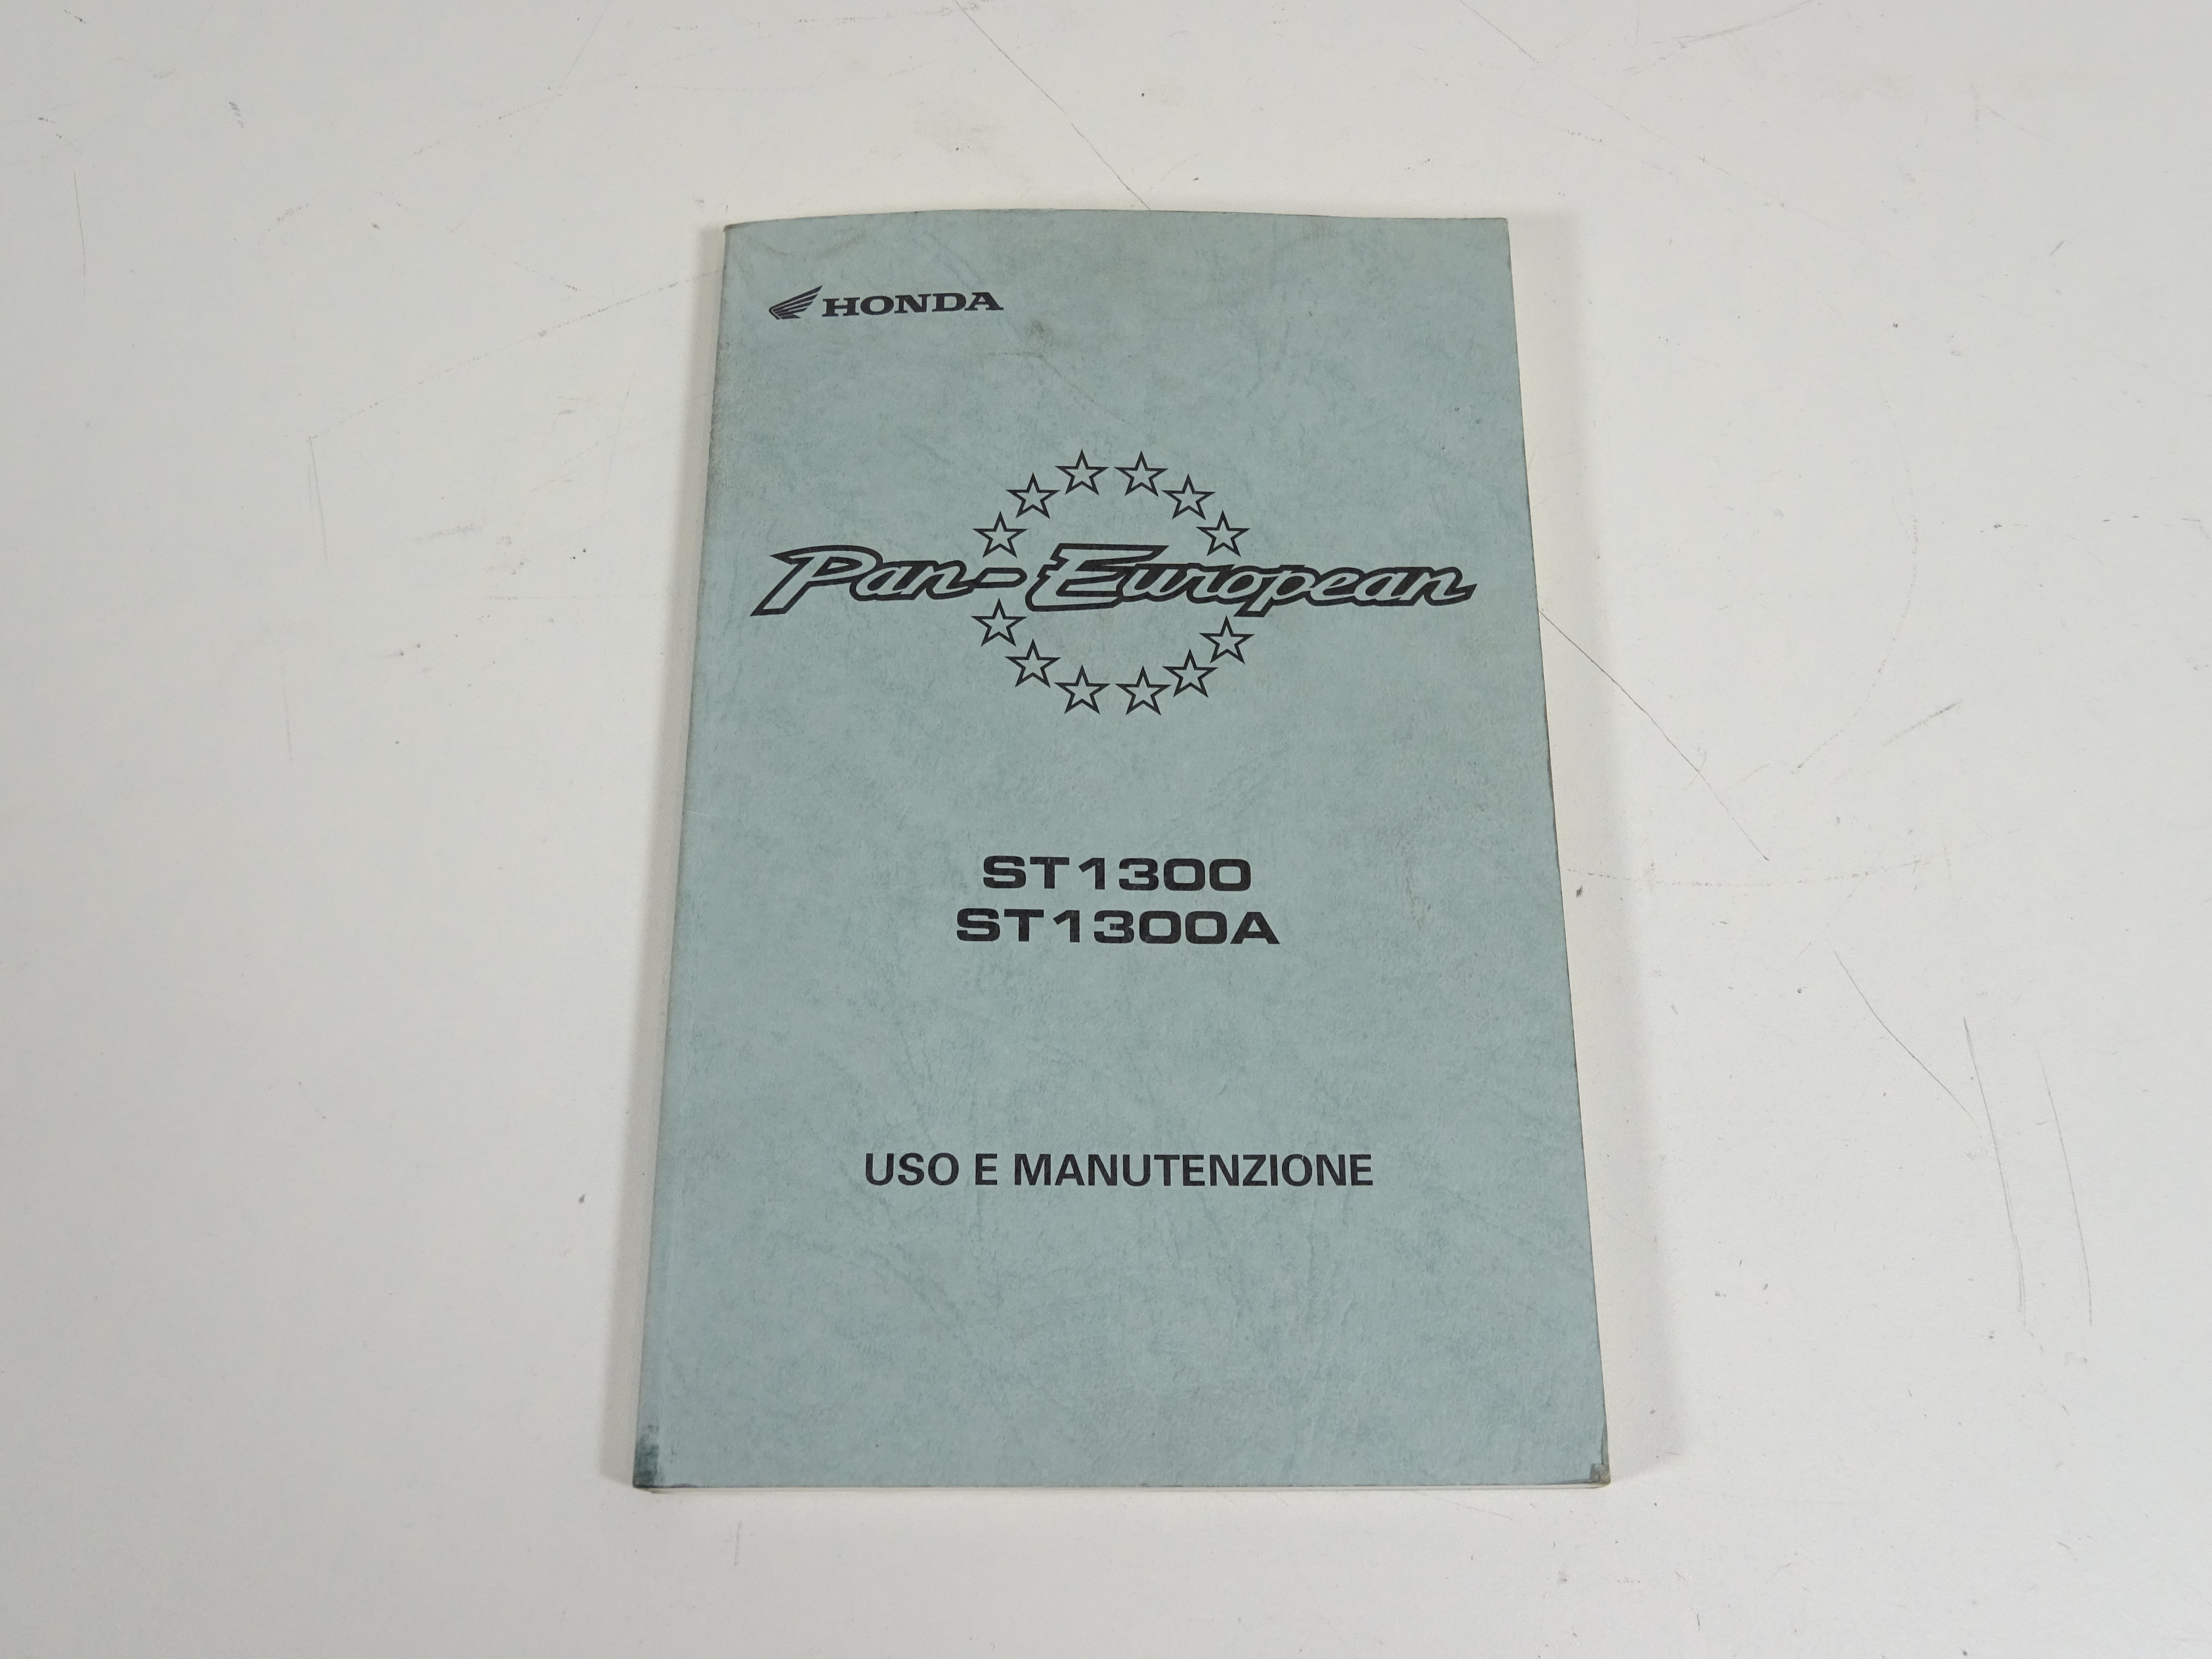 HONDA
Pan-European
ST1300
ST1300A
USO E MANUTENZIONE